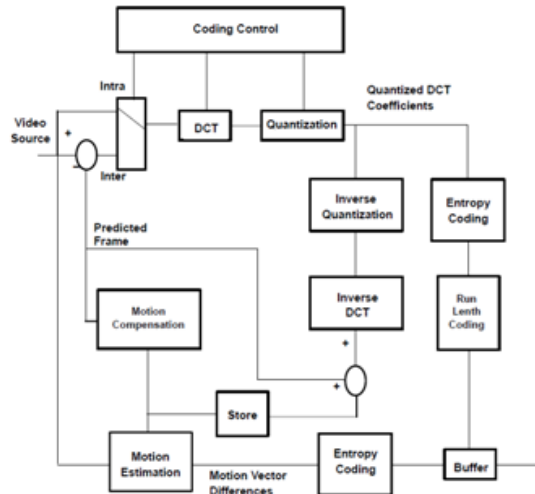 Coding Control
Intra
Quantized DCT
Coefficients
Video
Source
+
DCT
Quantization
−
Inter
Inverse
Quantization
Entropy
Coding
Predicted
Frame
Motion
Compensation
Inverse
DCT
Run
Lenth
Coding
+
+
Store
Motion
Estimation
Entropy
Coding
Buffer
Motion Vector
Differences